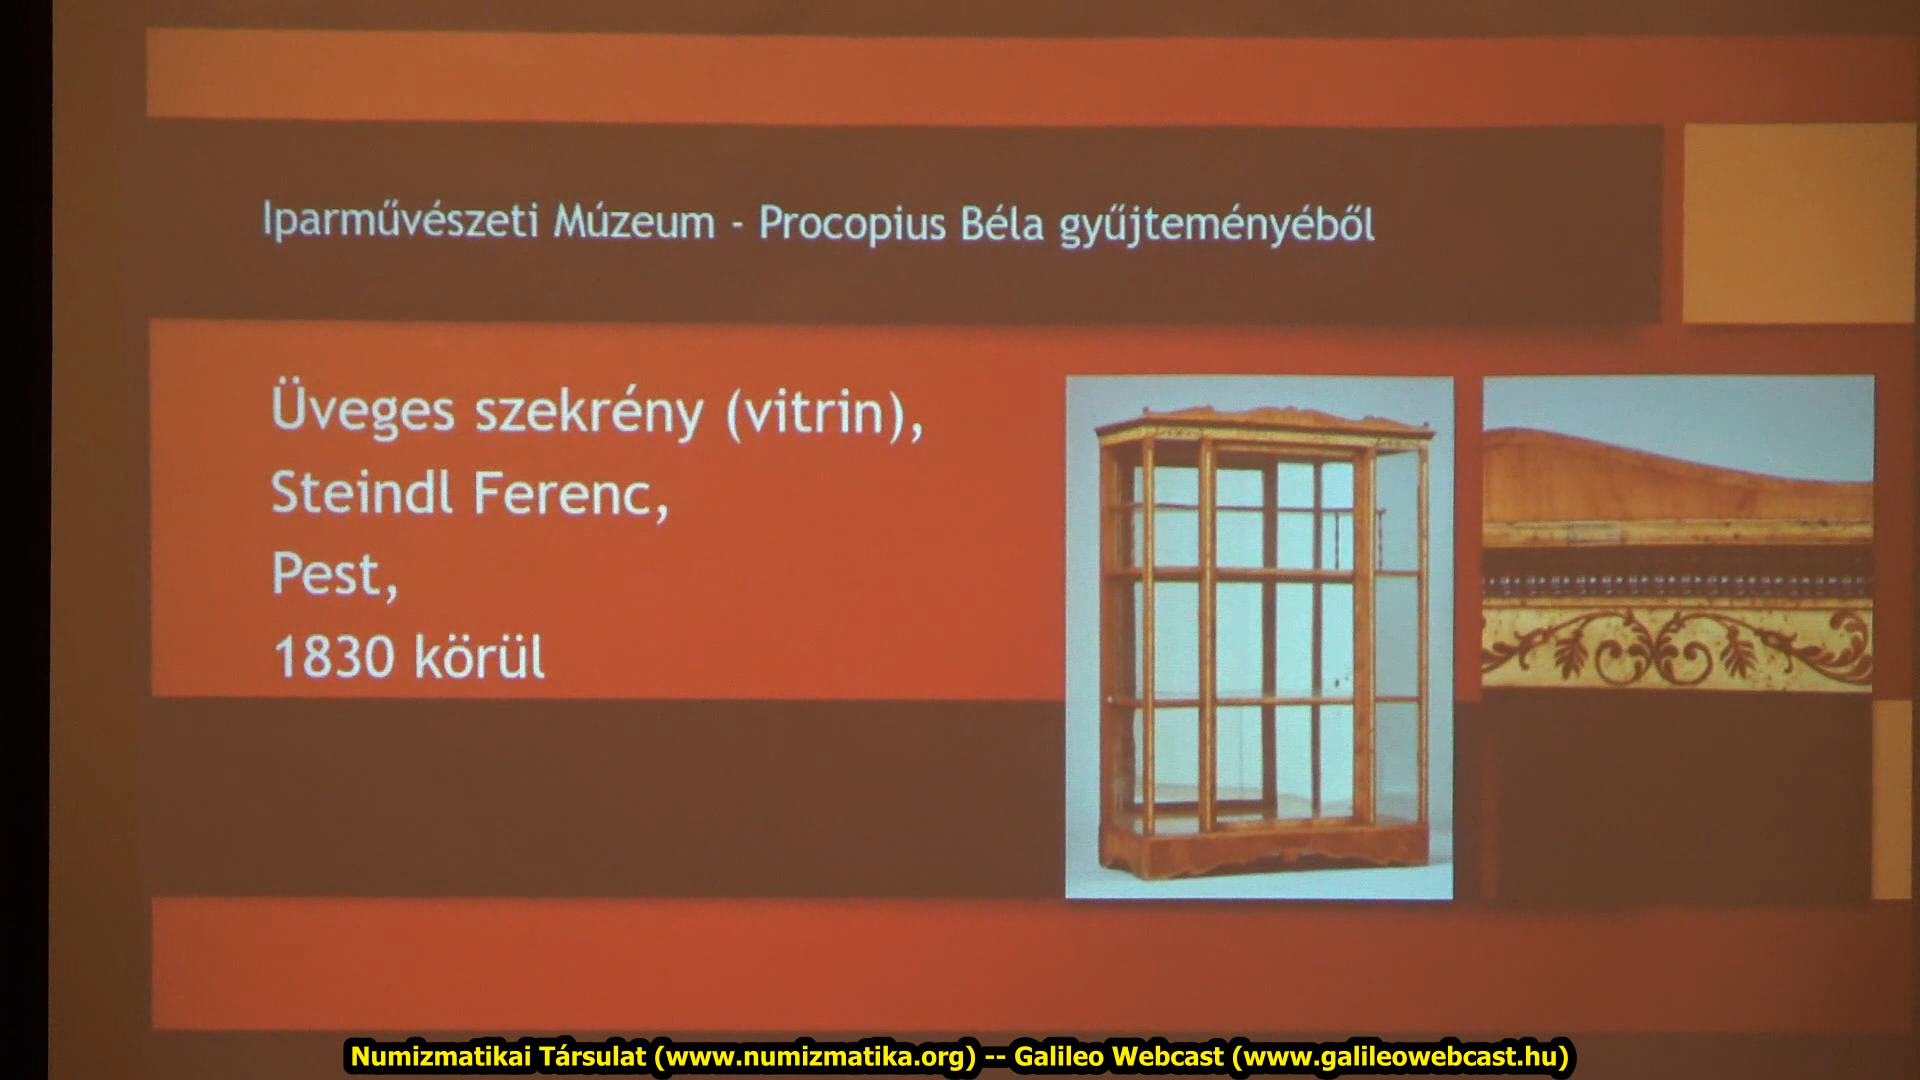 Iparművészeti Múzeum - Procopius Béla gyűjteményéből
Üveges szekrény (vitrin),
Steindl Ferenc,
Pest,
1830 körül
Numizmatikai Társulat (www.numizmatika.org) -- Galileo Webcast (www.galileowebcast.hu)